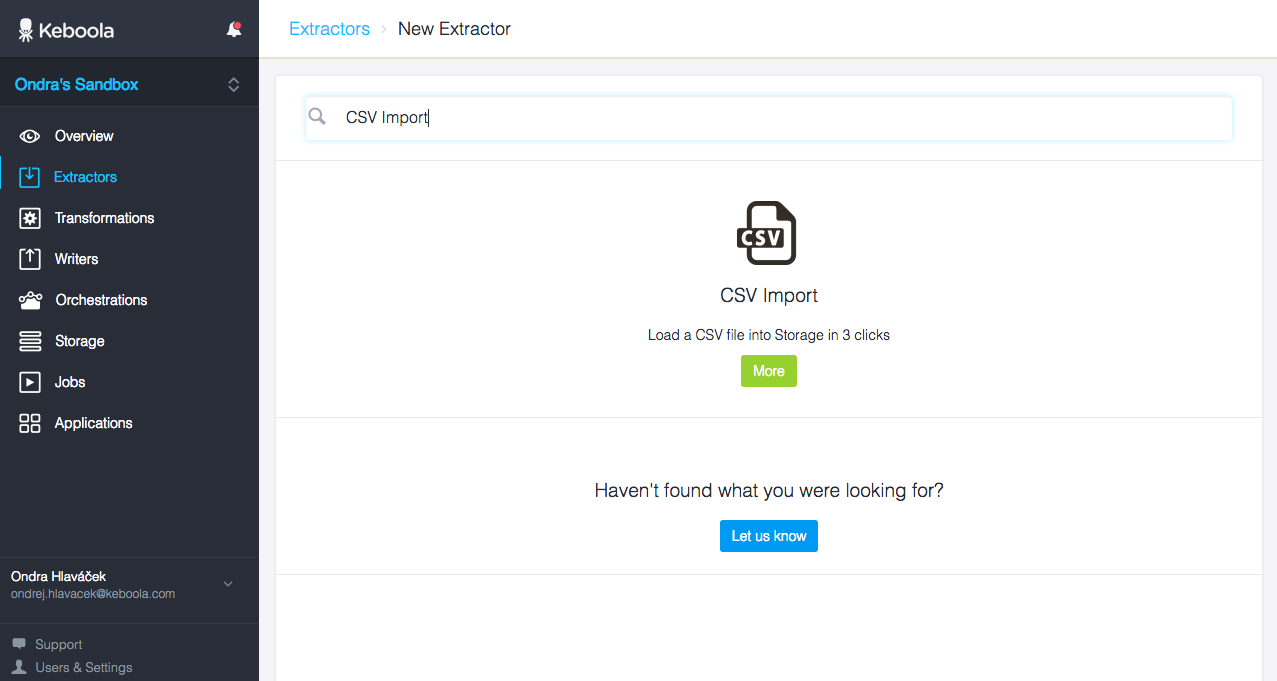 Keboola
Ondra's Sandbox
Overview
Extractors
Transformations
Writers
Orchestrations
Storage
Jobs
Applications
Ondra Hlaváček
ondrej.hlavacek@keboola.com
Support
Users & Settings
Extractors › New Extractor
CSV Import
CSV
CSV Import
Load a CSV file into Storage in 3 clicks
More
Haven't found what you were looking for?
Let us know